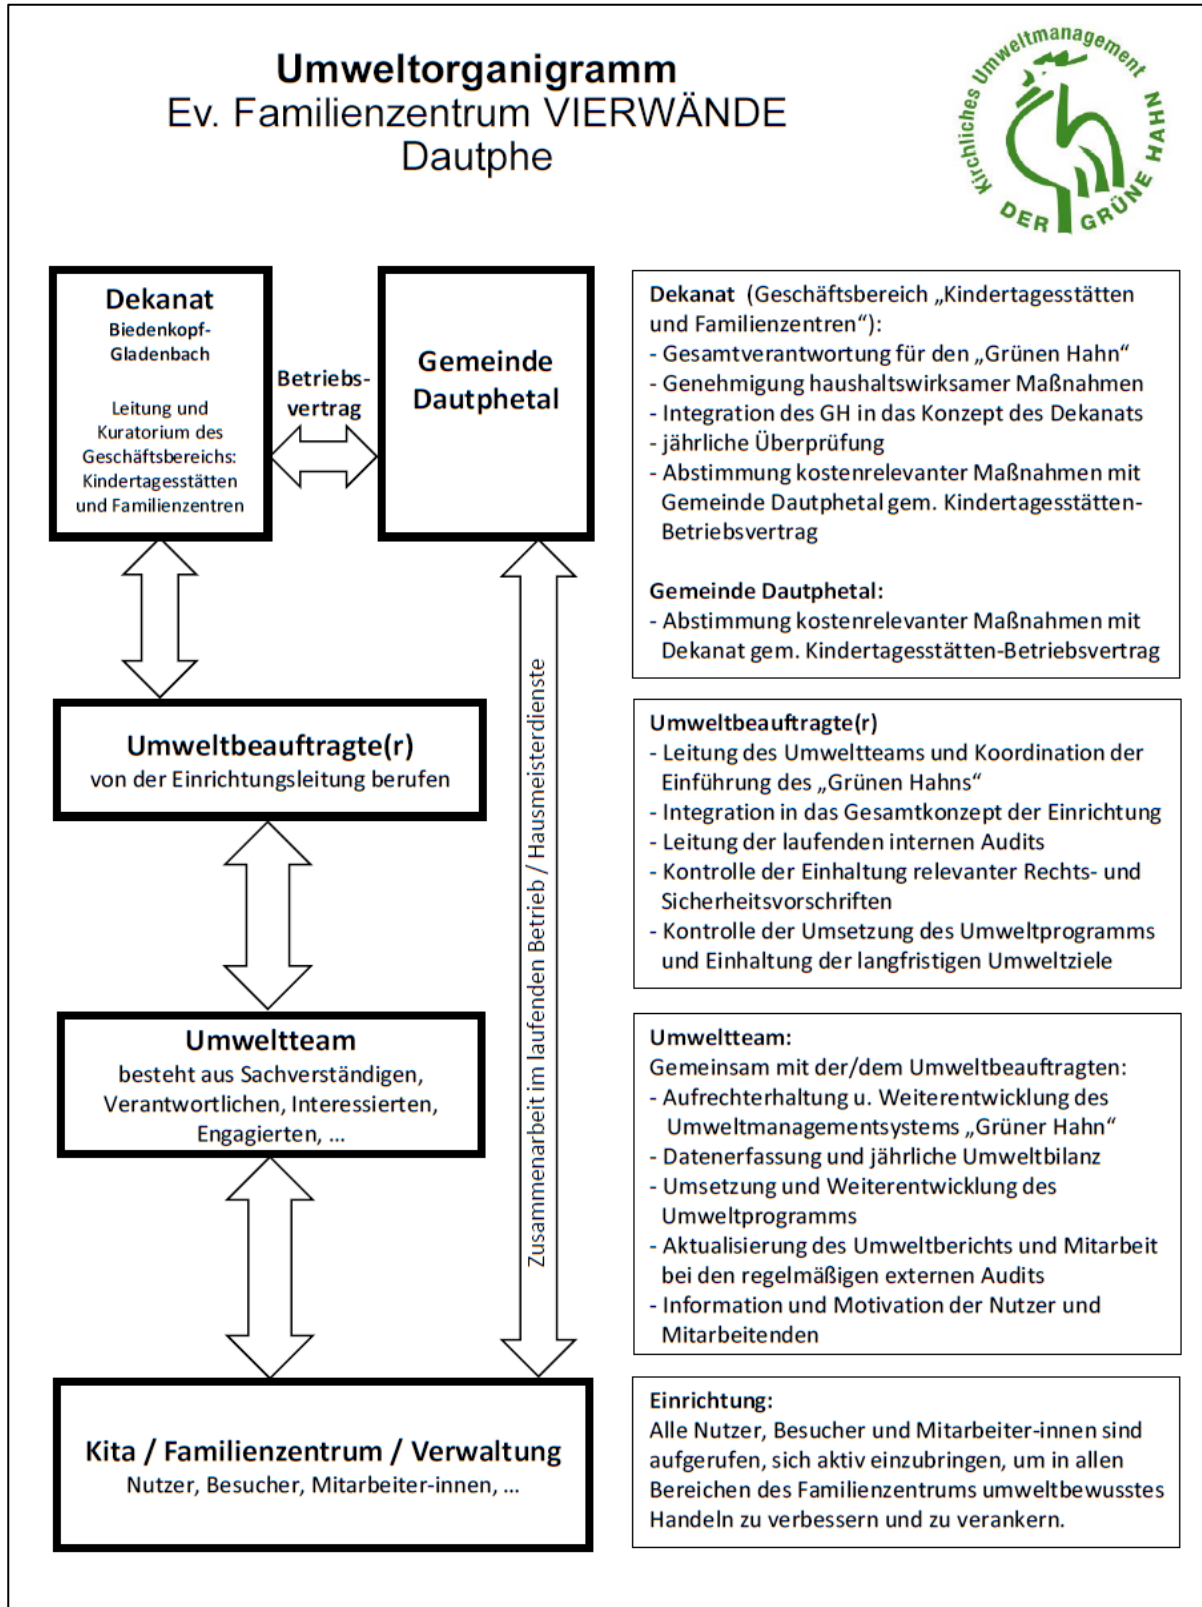 Umweltorganigramm
Ev. Familienzentrum VIERWÄNDE
Dautphe
Kirchliches Umweltmanagement
DER GRÜNE HAHN
Dekanat
Biedenkopf-
Gladenbach
Leitung und
Kuratorium des
Geschäftsbereichs:
Kindertagesstätten
und Familienzentren
Betriebs-
vertrag
Gemeinde
Dautphetal
Dekanat (Geschäftsbereich „Kindertagesstätten
und Familienzentren“):
- Gesamtverantwortung für den „Grünen Hahn“
- Genehmigung haushaltswirksamer Maßnahmen
- Integration des GH in das Konzept des Dekanats
- jährliche Überprüfung
- Abstimmung kostenrelevanter Maßnahmen mit
Gemeinde Dautphetal gem. Kindertagesstätten-
Betriebsvertrag
Gemeinde Dautphetal:
- Abstimmung kostenrelevanter Maßnahmen mit
Dekanat gem. Kindertagesstätten-Betriebsvertrag
Umweltbeauftragte(r)
von der Einrichtungsleitung berufen
Zusammenarbeit im laufenden Betrieb / Hausmeisterdienste
Umweltbeauftragte(r)
- Leitung des Umweltteams und Koordination der
Einführung des „Grünen Hahns“
- Integration in das Gesamtkonzept der Einrichtung
- Leitung der laufenden internen Audits
- Kontrolle der Einhaltung relevanter Rechts- und
Sicherheitsvorschriften
- Kontrolle der Umsetzung des Umweltprogramms
und Einhaltung der langfristigen Umweltziele
Umweltteam
besteht aus Sachverständigen,
Verantwortlichen, Interessierten,
Engagierten, ...
Umweltteam:
Gemeinsam mit der/dem Umweltbeauftragten:
- Aufrechterhaltung u. Weiterentwicklung des
Umweltmanagementsystems „Grüner Hahn“
- Datenerfassung und jährliche Umweltbilanz
- Umsetzung und Weiterentwicklung des
Umweltprogramms
- Aktualisierung des Umweltberichts und Mitarbeit
bei den regelmäßigen externen Audits
- Information und Motivation der Nutzer und
Mitarbeitenden
Kita / Familienzentrum / Verwaltung
Nutzer, Besucher, Mitarbeiter-innen, ...
Einrichtung:
Alle Nutzer, Besucher und Mitarbeiter-innen sind
aufgerufen, sich aktiv einzubringen, um in allen
Bereichen des Familienzentrums umweltbewusstes
Handeln zu verbessern und zu verankern.